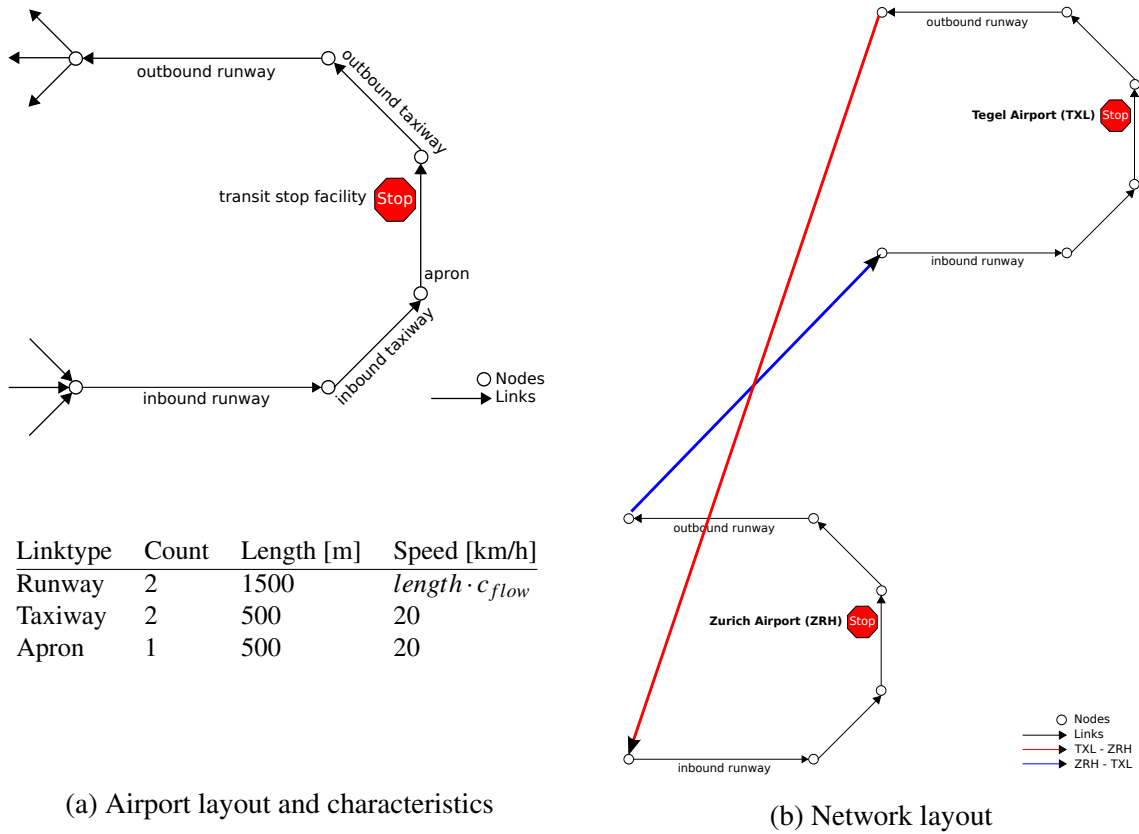 outbound runway
outbound taxiway
transit stop facility
Stop
apron
inbound taxiway
inbound runway
Nodes
Links
Linktype Count Length [m] Speed [km/h]
Runway 2 1500 length · c_flow
Taxiway 2 500 20
Apron 1 500 20
(a) Airport layout and characteristics
outbound runway
Tegel Airport (TXL)
Stop
inbound runway
outbound runway
Zurich Airport (ZRH)
Stop
inbound runway
Nodes
Links
TXL - ZRH
ZRH - TXL
(b) Network layout